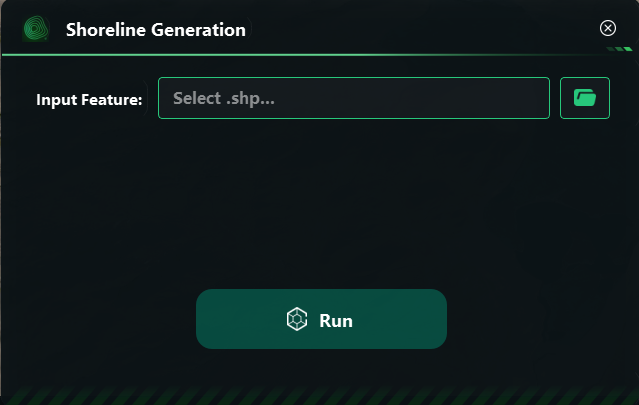 Shoreline Generation
Input Feature: Select .shp...
Run